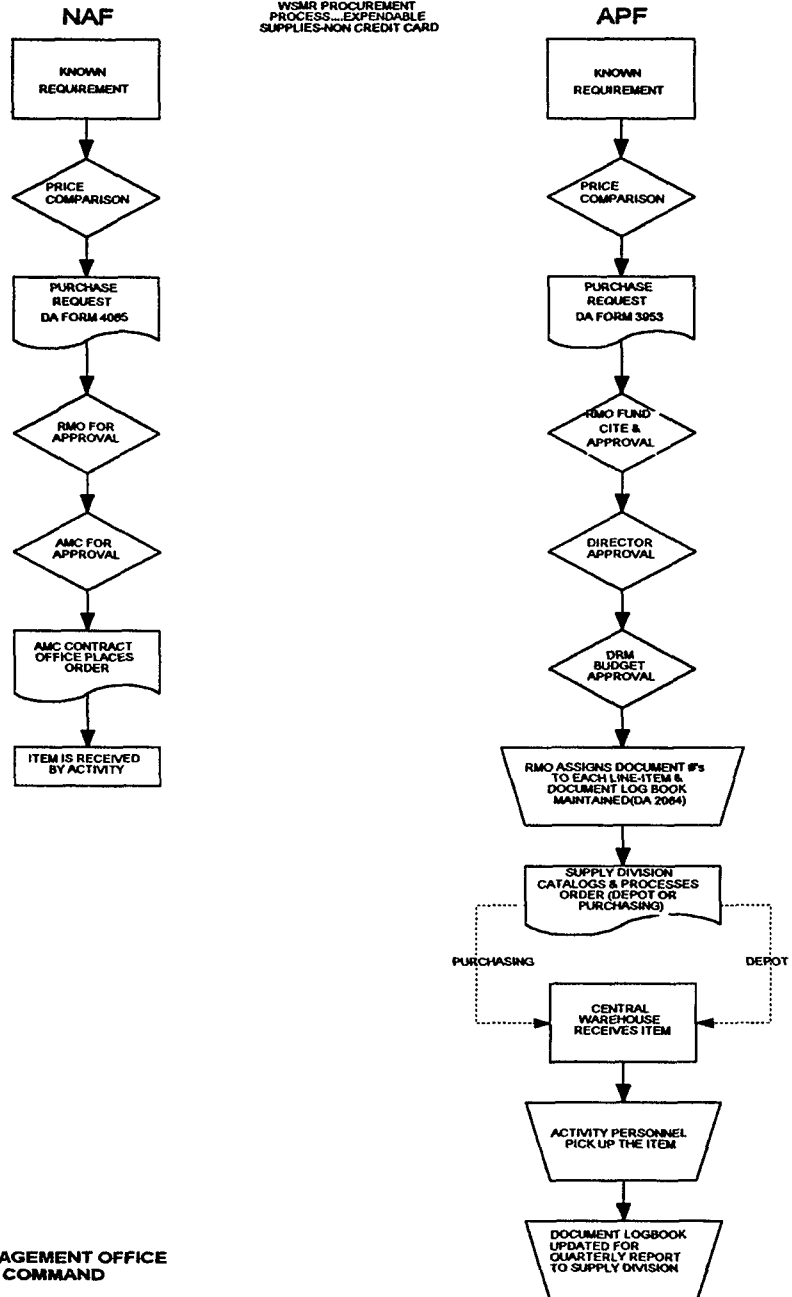 NAF
WSMR PROCUREMENT
PROCESS....EXPENDABLE
SUPPLIES-NON CREDIT CARD
APF
KNOWN
REQUIREMENT
PRICE
COMPARISON
PURCHASE
REQUEST
DA FORM 4065
RMO FOR
APPROVAL
AMC FOR
APPROVAL
AMC CONTRACT
OFFICE PLACES
ORDER
ITEM IS RECEIVED
BY ACTIVITY
KNOWN
REQUIREMENT
PRICE
COMPARISON
PURCHASE
REQUEST
DA FORM 3953
RMO FUND
CITE &
APPROVAL
DIRECTOR
APPROVAL
DRM
BUDGET
APPROVAL
RMO ASSIGNS DOCUMENT #'s
TO EACH LINE-ITEM &
DOCUMENT LOG BOOK
MAINTAINED(DA 2064)
SUPPLY DIVISION
CATALOGS & PROCESSES
ORDER (DEPOT OR
PURCHASING)
PURCHASING
DEPOT
CENTRAL
WAREHOUSE
RECEIVES ITEM
ACTIVITY PERSONNEL
PICK UP THE ITEM
DOCUMENT LOGBOOK
UPDATED FOR
QUARTERLY REPORT
TO SUPPLY DIVISION
AGEMENT OFFICE
COMMAND